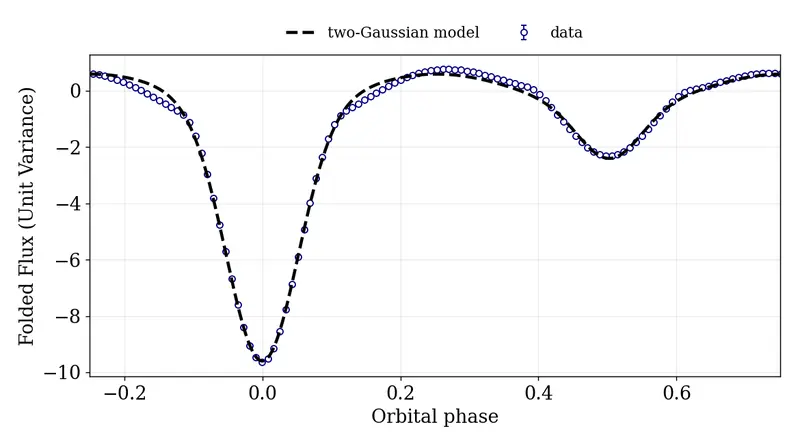 two-Gaussian model data
Folded Flux (Unit Variance)
0
−2
−4
−6
−8
−10
−0.2 0.0 0.2 0.4 0.6
Orbital phase